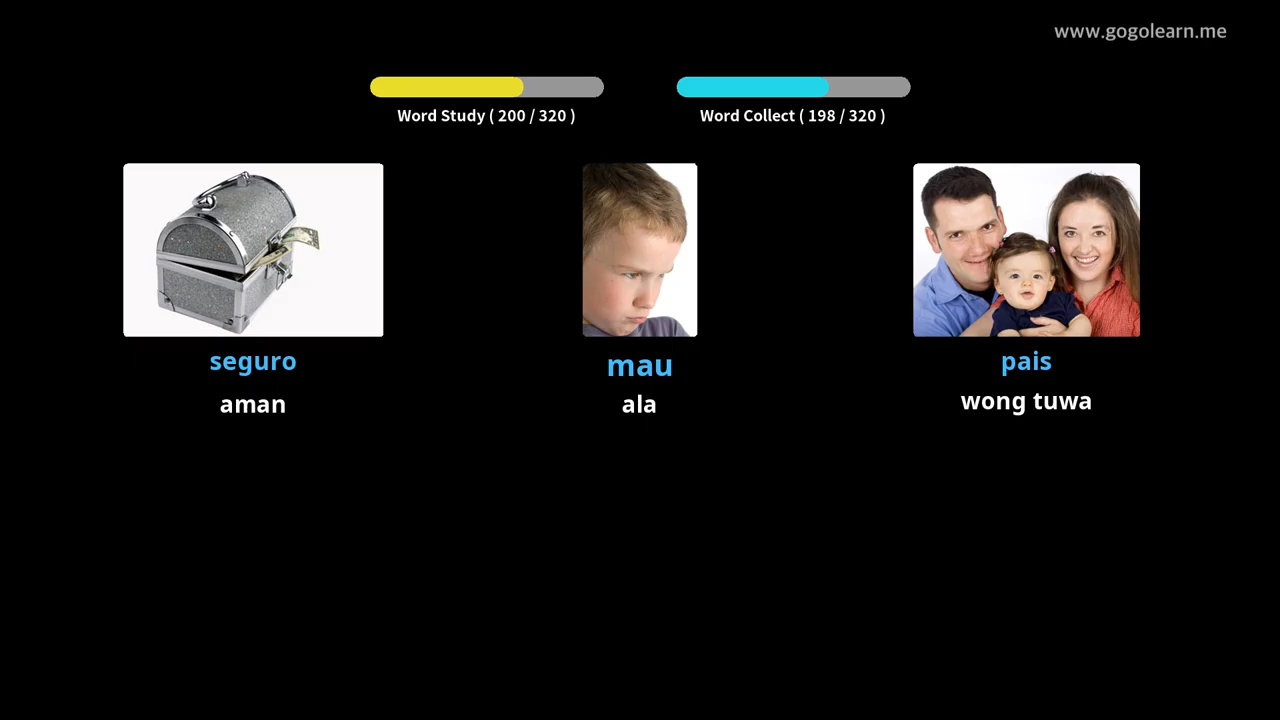 www.gogolearn.me
Word Study ( 200 / 320 )
Word Collect ( 198 / 320 )
seguro
aman
mau
ala
pais
wong tuwa